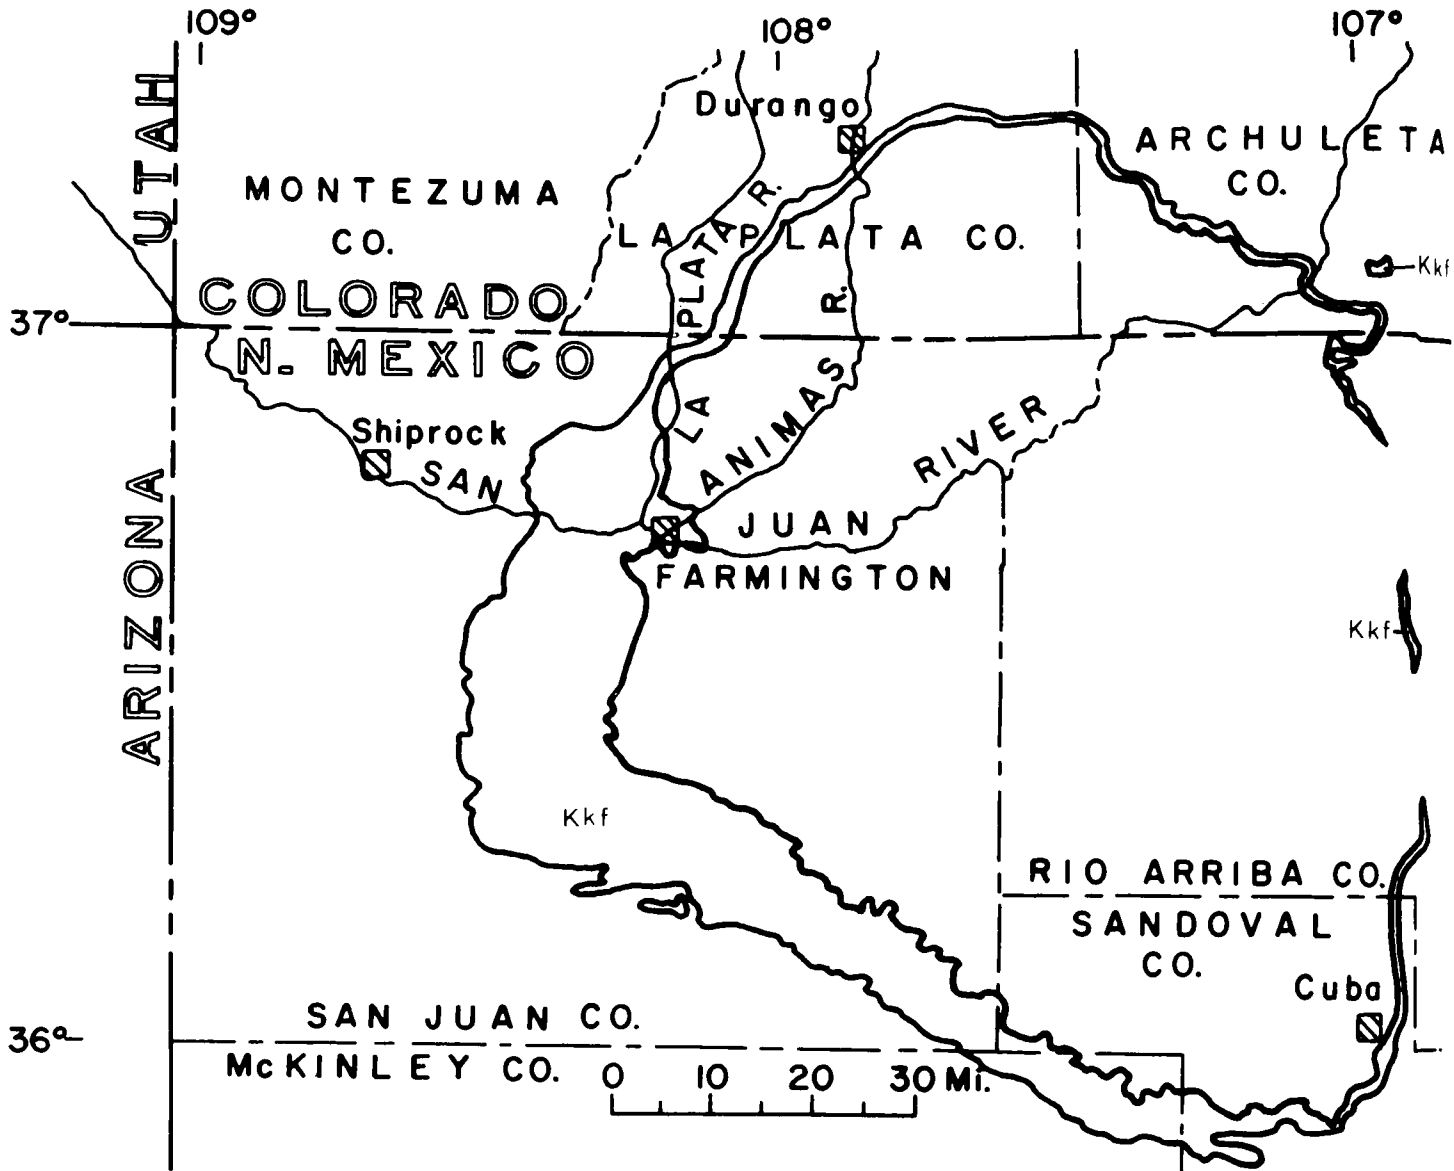 109°
108°
107°
UTAH
Durango
ARCHULETA
CO.
MONTEZUMA
CO.
LA PLATA CO.
LA PLATA R.
Kkf
COLORADO
37°
N. MEXICO
ANIMAS R.
Shiprock
SAN JUAN RIVER
FARMINGTON
ARIZONA
Kkf
Kkf
RIO ARRIBA CO.
SANDOVAL
CO.
Cuba
SAN JUAN CO.
36°
McKINLEY CO.
0 10 20 30 Mi.